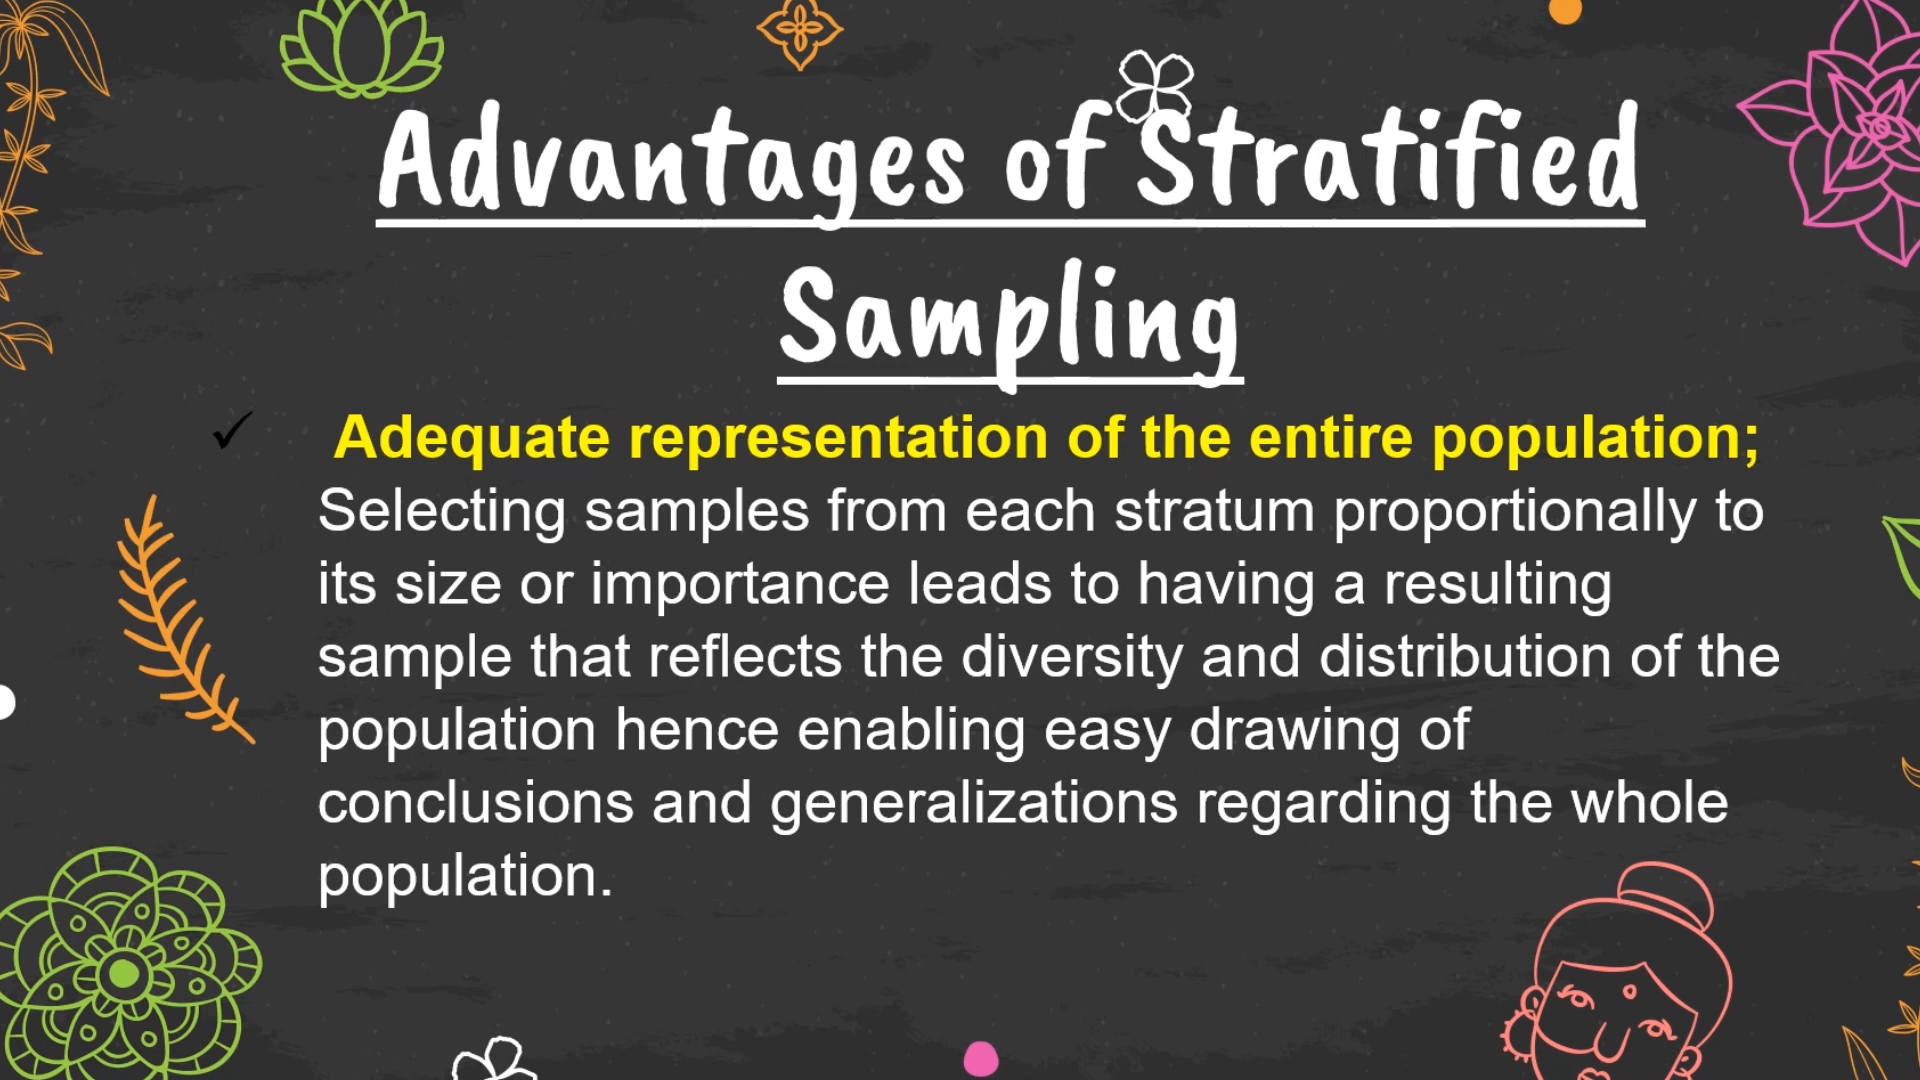 Advantages of Stratified
Sampling
✓ Adequate representation of the entire population;
Selecting samples from each stratum proportionally to
its size or importance leads to having a resulting
sample that reflects the diversity and distribution of the
population hence enabling easy drawing of
conclusions and generalizations regarding the whole
population.